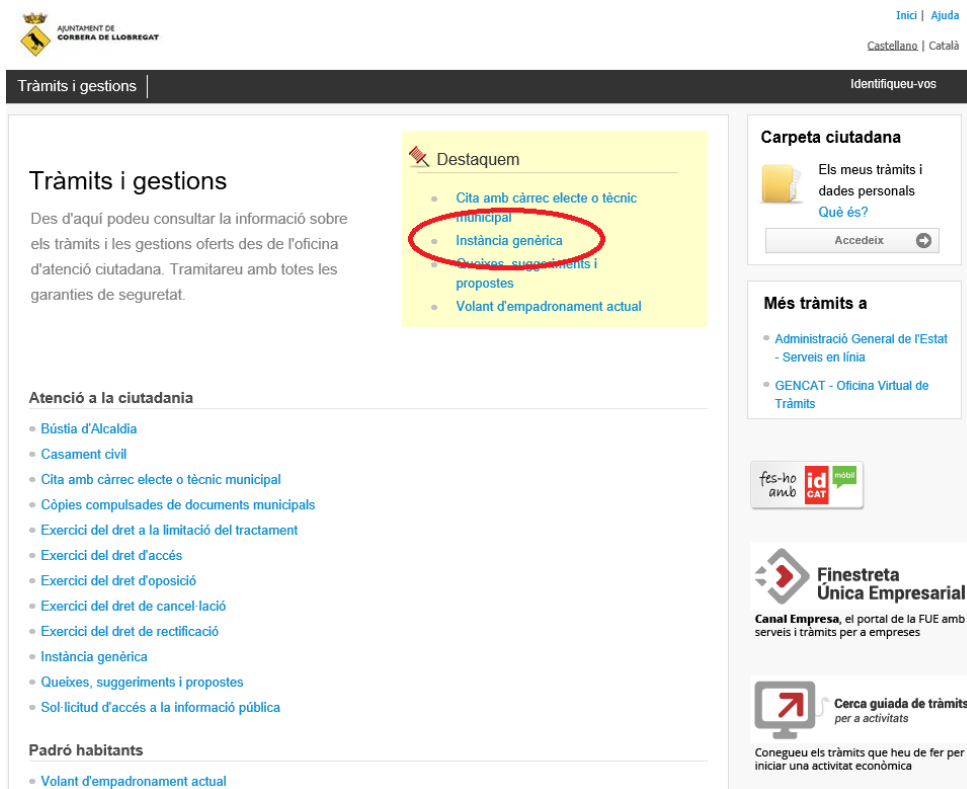 AJUNTAMENT DE
CORBERA DE LLOBREGAT
Inici | Ajuda
Castellano | Català
Tràmits i gestions
Identifiqueu-vos
Tràmits i gestions
Des d'aquí podeu consultar la informació sobre
els tràmits i les gestions oferts des de l'oficina
d'atenció ciutadana. Tramitareu amb totes les
garanties de seguretat.
Destaquem
Cita amb càrrec electe o tècnic
municipal
Instància genèrica
Queixes, suggeriments i
propostes
Volant d'empadronament actual
Atenció a la ciutadania
Bústia d'Alcaldia
Casament civil
Cita amb càrrec electe o tècnic municipal
Còpies compulsades de documents municipals
Exercici del dret a la limitació del tractament
Exercici del dret d'accés
Exercici del dret d'oposició
Exercici del dret de cancel·lació
Exercici del dret de rectificació
Instància genèrica
Queixes, suggeriments i propostes
Sol·licitud d'accés a la informació pública
Padró habitants
Volant d'empadronament actual
Carpeta ciutadana
Els meus tràmits i
dades personals
Què és?
Accedeix
Més tràmits a
Administració General de l'Estat
- Serveis en línia
GENCAT - Oficina Virtual de
Tràmits
fes-ho
amb
id
CAT
mòbil
Finestreta
Única Empresarial
Canal Empresa, el portal de la FUE amb
serveis i tràmits per a empreses
Cerca guiada de tràmits
per a activitats
Conegueu els tràmits que heu de fer per
iniciar una activitat econòmica